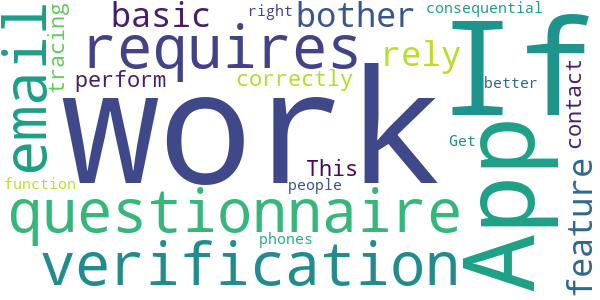 email
tracing
basic
right
bother
consequential
requires
rely
If
perform
correctly
better
contact
work
Get
App
This
function
people
feature
questionnaire
phones
verification